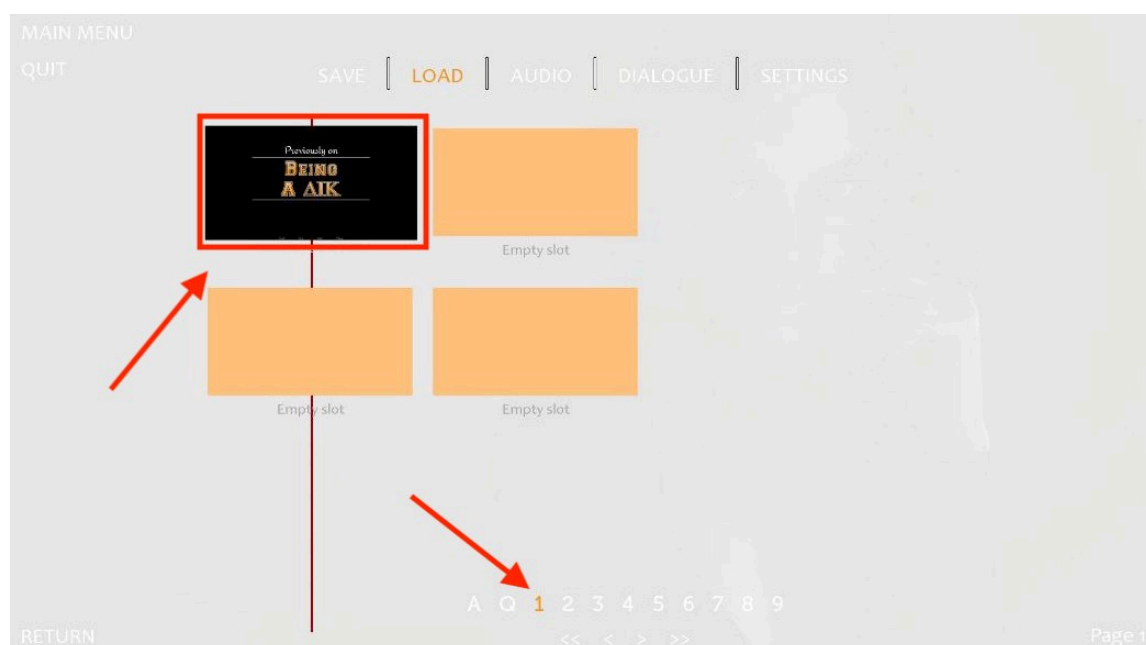 MAIN MENU
QUIT
SAVE LOAD AUDIO DIALOGUE SETTINGS
Previously on
BEING
A ΔIK
Empty slot
Empty slot
Empty slot
A Q 1 2 3 4 5 6 7 8 9
<< < > >>
RETURN
Page 1